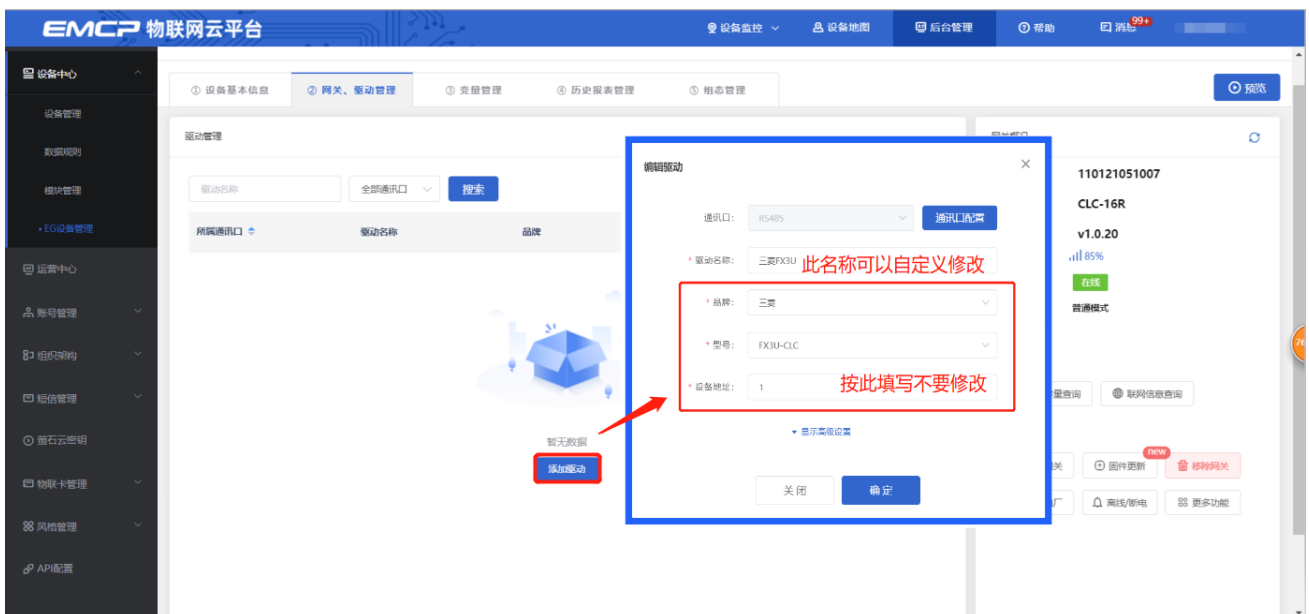 EMCP 物联网云平台
设备监控
设备地图
后台管理
帮助
消息
99+
设备中心
设备管理
数据规则
模块管理
EG设备管理
运营中心
账号管理
组织架构
短信管理
萤石云密钥
物联卡管理
风格管理
API配置
① 设备基本信息
② 网关、驱动管理
③ 变量管理
④ 历史报表管理
⑤ 组态管理
预览
驱动管理
驱动名称
全部通讯口
搜索
所属通讯口
驱动名称
品牌
暂无数据
添加驱动
编辑驱动
通讯口:
RS485
通讯口配置
* 驱动名称:
三菱FX3U
此名称可以自定义修改
* 品牌:
三菱
* 型号:
FX3U-CLC
* 设备地址:
1
按此填写不要修改
显示高级设置
关闭
确定
110121051007
CLC-16R
v1.0.20
85%
在线
普通模式
76
量查询
联网信息查询
关
固件更新
new
移除网关
厂
离线/断电
更多功能